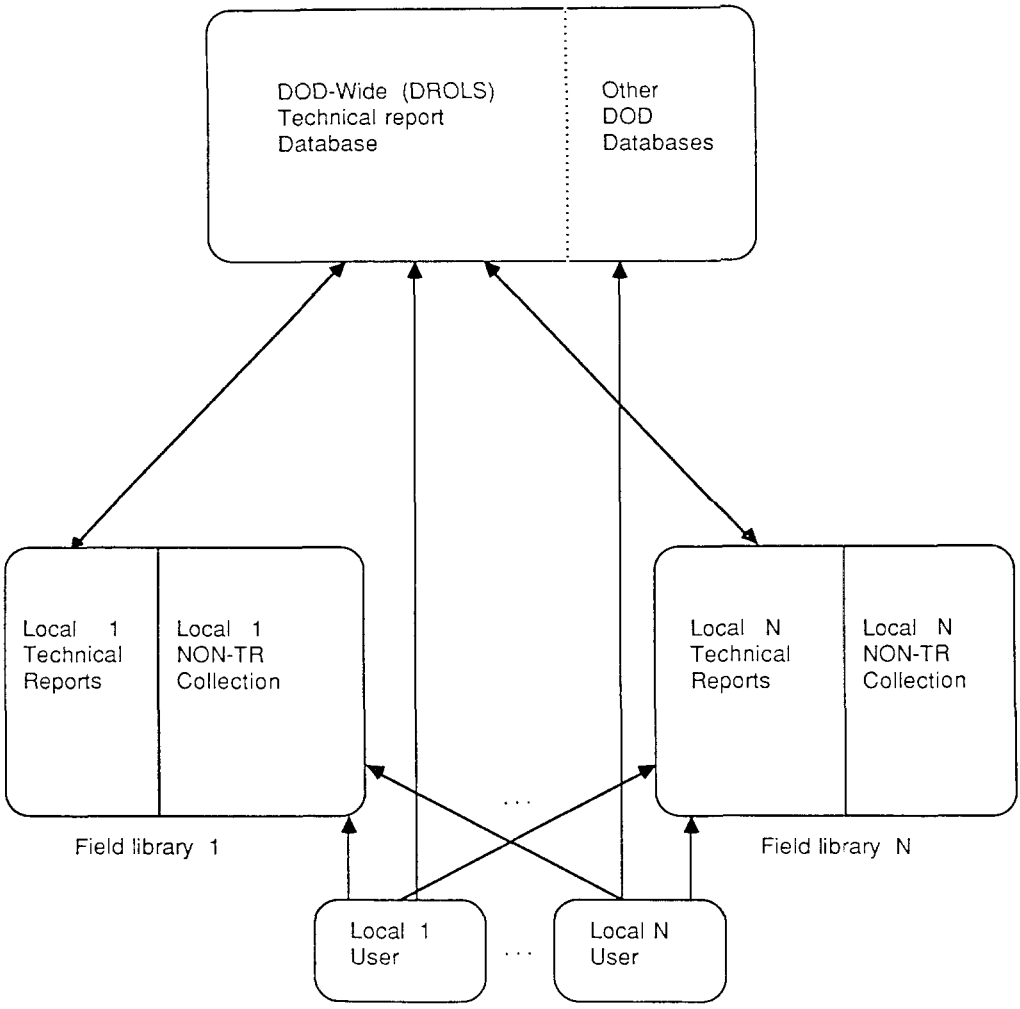 DOD-Wide (DROLS)
Technical report
Database
Other
DOD
Databases
Local 1
Technical
Reports
Local 1
NON-TR
Collection
Local N
Technical
Reports
Local N
NON-TR
Collection
...
Field library 1
Field library N
Local 1
User
...
Local N
User